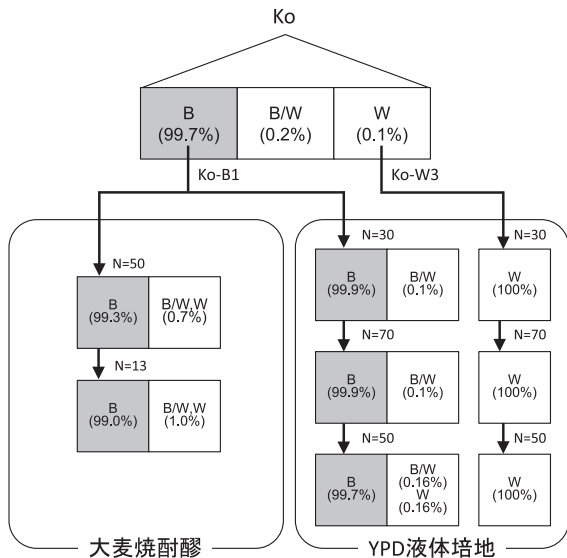 Ko
B
(99.7%)
B/W
(0.2%)
W
(0.1%)
Ko-B1
Ko-W3
N=50
B
(99.3%)
B/W,W
(0.7%)
N=13
B
(99.0%)
B/W,W
(1.0%)
大麦焼酎醪
N=30
N=30
B
(99.9%)
B/W
(0.1%)
W
(100%)
N=70
N=70
B
(99.9%)
B/W
(0.1%)
W
(100%)
N=50
N=50
B
(99.7%)
B/W
(0.16%)
W
(0.16%)
W
(100%)
YPD液体培地